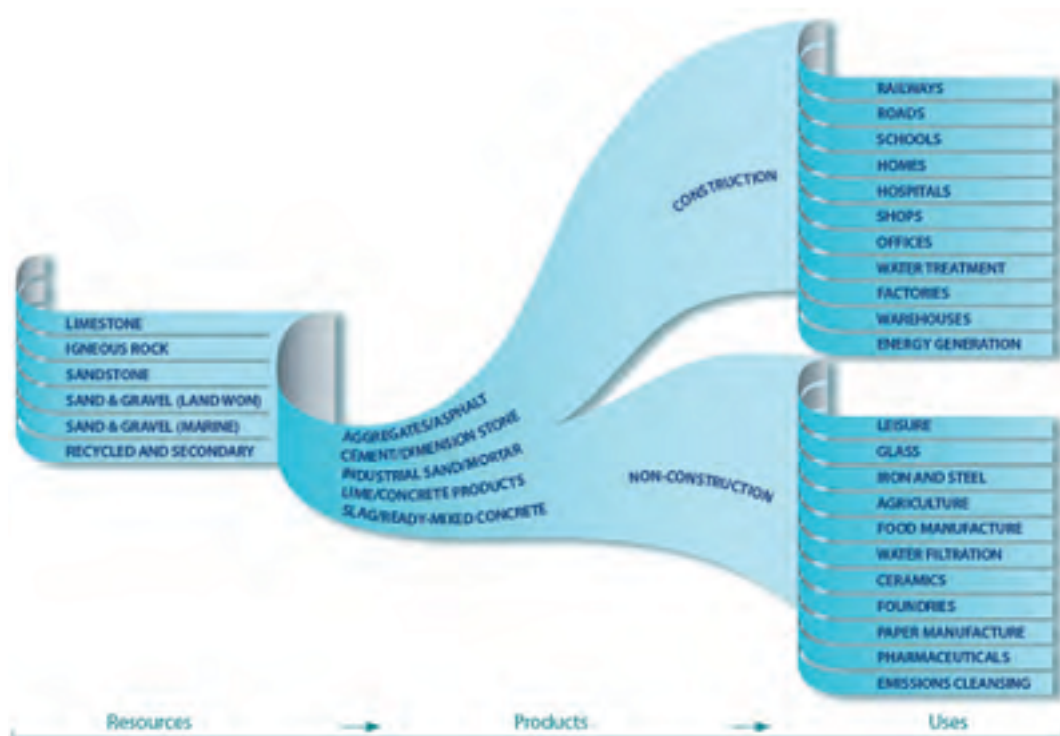 LIMESTONE
IGNEOUS ROCK
SANDSTONE
SAND & GRAVEL (LAND WON)
SAND & GRAVEL (MARINE)
RECYCLED AND SECONDARY
AGGREGATES/ASPHALT
CEMENT/DIMENSION STONE
INDUSTRIAL SAND/MORTAR
LIME/CONCRETE PRODUCTS
SLAG/READY-MIXED CONCRETE
CONSTRUCTION
NON-CONSTRUCTION
RAILWAYS
ROADS
SCHOOLS
HOMES
HOSPITALS
SHOPS
OFFICES
WATER TREATMENT
FACTORIES
WAREHOUSES
ENERGY GENERATION
LEISURE
GLASS
IRON AND STEEL
AGRICULTURE
FOOD MANUFACTURE
WATER FILTRATION
CERAMICS
FOUNDRIES
PAPER MANUFACTURE
PHARMACEUTICALS
EMISSIONS CLEANSING
Resources
Products
Uses